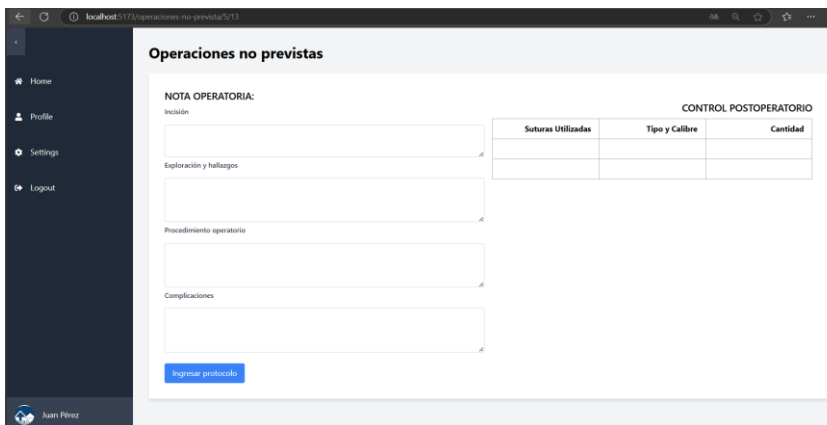 localhost:5173/operaciones-no-prevista/5/13
Home
Profile
Settings
Logout
Juan Pérez
Operaciones no previstas
NOTA OPERATORIA:
Incisión
Exploración y hallazgos
Procedimiento operatorio
Complicaciones
Ingresar protocolo
CONTROL POSTOPERATORIO
Suturas Utilizadas Tipo y Calibre Cantidad